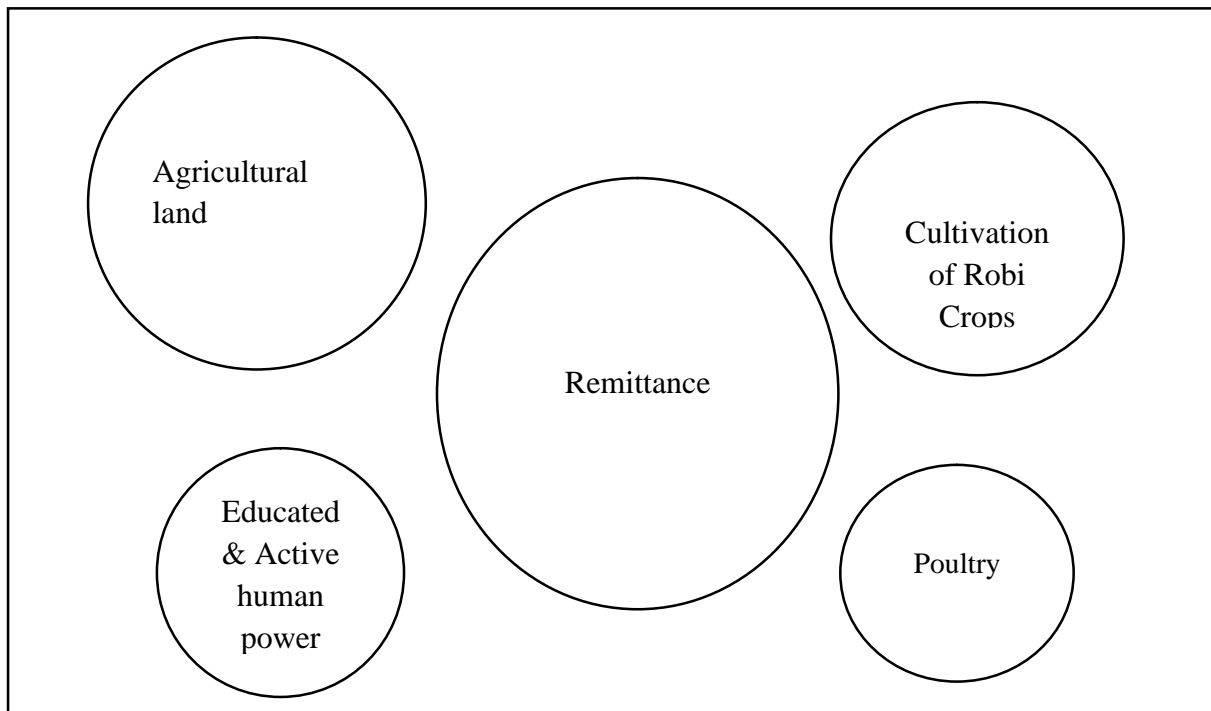 Agricultural
land
Cultivation
of Robi
Crops
Remittance
Educated
& Active
human
power
Poultry